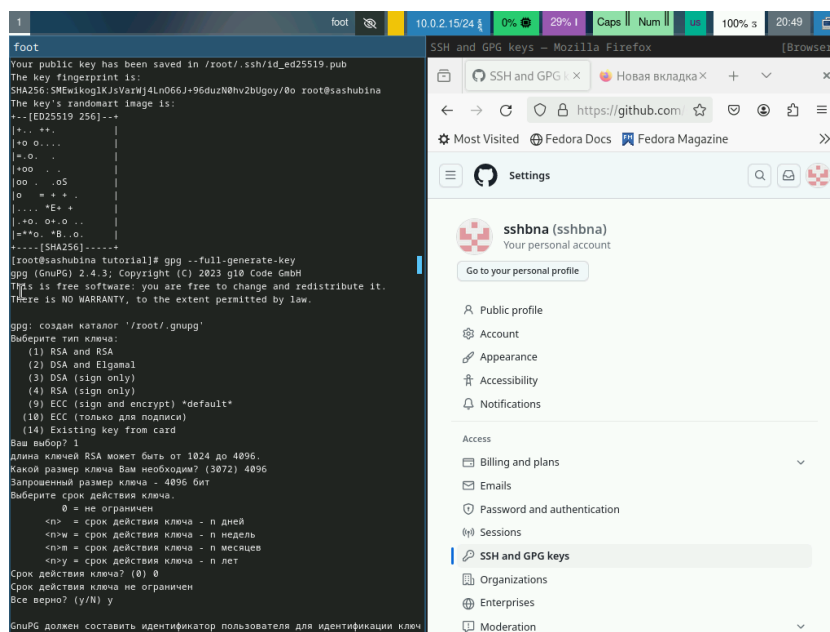 1
foot
10.0.2.15/24
0%
29%
Caps
Num
us
100%
20:49
foot
Your public key has been saved in /root/.ssh/id_ed25519.pub
The key fingerprint is:
SHA256:SMEwikoglKJsVarWj4LnO66J+96duzN0hv2bUgoy/0o root@sashubina
The key's randomart image is:
+--[ED25519 256]--+
|+.. ++. |
|+o o.... |
|=.o. . |
|+oo . . |
|oo . .oS |
|o = + + . |
|.... *E+ + |
|.+o. o+.o .. |
|=**o. *B..o. |
+----[SHA256]-----+
[root@sashubina tutorial]# gpg --full-generate-key
gpg (GnuPG) 2.4.3; Copyright (C) 2023 g10 Code GmbH
This is free software: you are free to change and redistribute it.
There is NO WARRANTY, to the extent permitted by law.
gpg: создан каталог '/root/.gnupg'
Выберите тип ключа:
(1) RSA and RSA
(2) DSA and Elgamal
(3) DSA (sign only)
(4) RSA (sign only)
(9) ECC (sign and encrypt) *default*
(10) ECC (только для подписи)
(14) Existing key from card
Ваш выбор? 1
длина ключей RSA может быть от 1024 до 4096.
Какой размер ключа Вам необходим? (3072) 4096
Запрошенный размер ключа - 4096 бит
Выберите срок действия ключа.
0 = не ограничен
<n> = срок действия ключа - n дней
<n>w = срок действия ключа - n недель
<n>m = срок действия ключа - n месяцев
<n>y = срок действия ключа - n лет
Срок действия ключа? (0) 0
Срок действия ключа не ограничен
Все верно? (y/N) y
GnuPG должен составить идентификатор пользователя для идентификации ключ
SSH and GPG keys — Mozilla Firefox
[Browser
SSH and GPG k
Новая вкладка
https://github.com/
Most Visited
Fedora Docs
Fedora Magazine
Settings
sshbna (sshbna)
Your personal account
Go to your personal profile
Public profile
Account
Appearance
Accessibility
Notifications
Access
Billing and plans
Emails
Password and authentication
Sessions
SSH and GPG keys
Organizations
Enterprises
Moderation